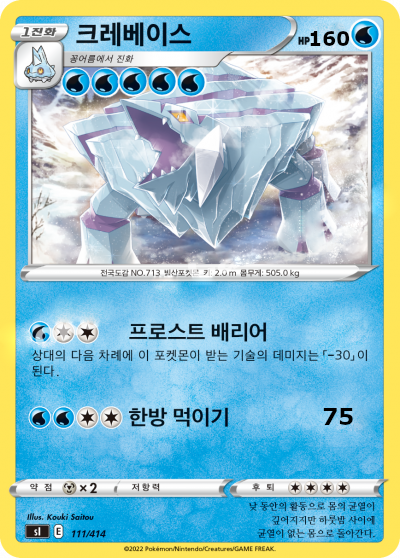 1진화
크레베이스
HP160
꽁어름에서 진화
전국도감 NO.713 빙산포켓몬 키: 2.0 m 몸무게: 505.0 kg
프로스트 배리어
상대의 다음 차례에 이 포켓몬이 받는 기술의 데미지는 「-30」이
된다.
한방 먹이기 75
약 점 ×2 저항력 후 퇴
Illus. Kouki Saitou
sI E 111/414
낮 동안의 활동으로 몸의 균열이
깊어지지만 하룻밤 사이에
균열이 없는 몸으로 돌아간다.
©2022 Pokémon/Nintendo/Creatures/GAME FREAK.